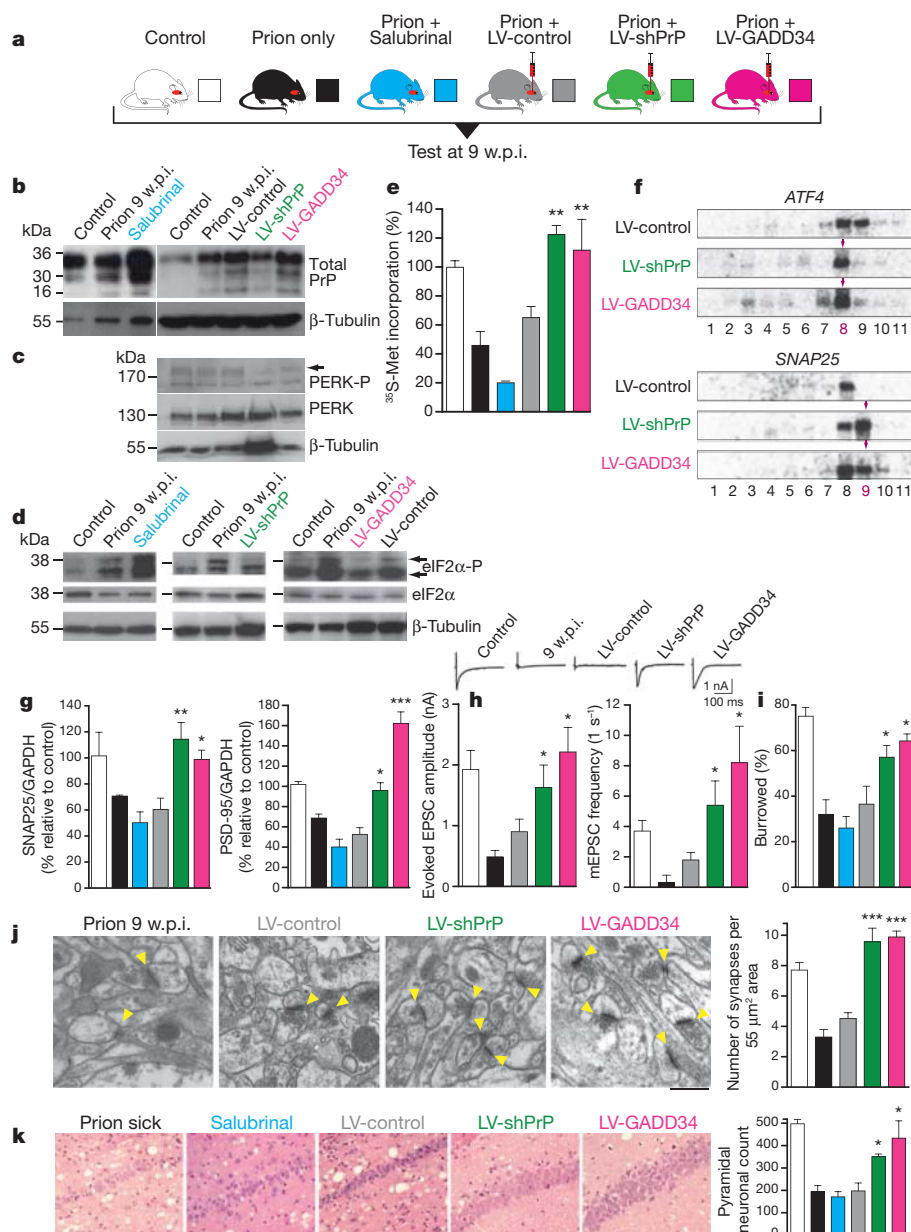 a
Control
Prion only
Prion +
Salubrinal
Prion +
LV-control
Prion +
LV-shPrP
Prion +
LV-GADD34
Test at 9 w.p.i.
b
kDa
Control
Prion 9 w.p.i.
Salubrinal
Control
Prion 9 w.p.i.
LV-control
LV-shPrP
LV-GADD34
36
30
16
Total
PrP
55
β-Tubulin
c
kDa
170
PERK-P
130
PERK
55
β-Tubulin
d
kDa
Control
Prion 9 w.p.i.
Salubrinal
Control
Prion 9 w.p.i.
LV-shPrP
Control
Prion 9 w.p.i.
LV-GADD34
LV-control
38
eIF2α-P
38
eIF2α
55
β-Tubulin
e
³⁵S-Met incorporation (%)
140
120
100
80
60
40
20
0
**
**
f
ATF4
LV-control
LV-shPrP
LV-GADD34
1 2 3 4 5 6 7 8 9 10 11
SNAP25
LV-control
LV-shPrP
LV-GADD34
1 2 3 4 5 6 7 8 9 10 11
g
SNAP25/GAPDH
(% relative to control)
140
120
100
80
60
40
20
0
**
*
PSD-95/GAPDH
(% relative to control)
180
160
140
120
100
80
60
40
20
0
*
***
h
Control
9 w.p.i.
LV-control
LV-shPrP
LV-GADD34
1 nA
100 ms
Evoked EPSC amplitude (nA)
3
2
1
0
*
*
mEPSC frequency (1 s⁻¹)
12
10
8
6
4
2
0
*
*
i
Burrowed (%)
80
60
40
20
0
*
*
j
Prion 9 w.p.i.
LV-control
LV-shPrP
LV-GADD34
Number of synapses per
55 μm² area
10
8
6
4
2
0
***
***
k
Prion sick
Salubrinal
LV-control
LV-shPrP
LV-GADD34
Pyramidal
neuronal count
500
400
300
200
100
*
*